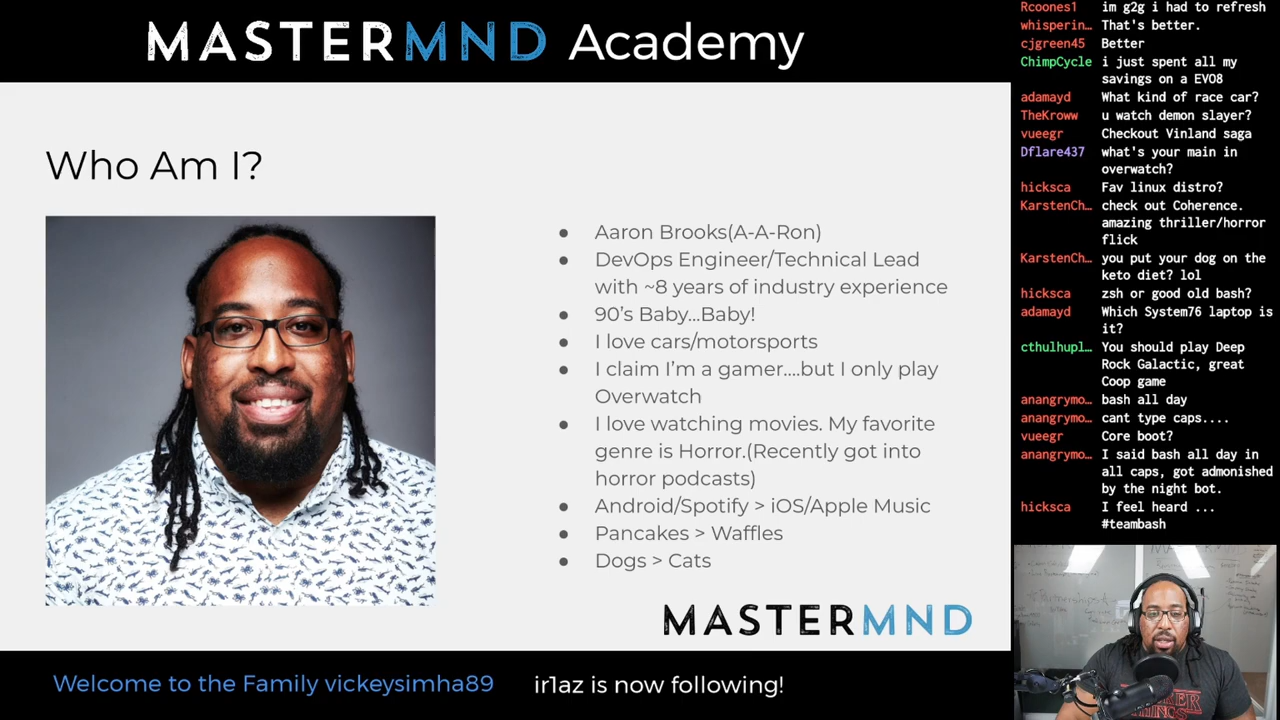 MASTERMND Academy
Who Am I?
● Aaron Brooks(A-A-Ron)
● DevOps Engineer/Technical Lead
with ~8 years of industry experience
● 90's Baby...Baby!
● I love cars/motorsports
● I claim I'm a gamer....but I only play
Overwatch
● I love watching movies. My favorite
genre is Horror.(Recently got into
horror podcasts)
● Android/Spotify > iOS/Apple Music
● Pancakes > Waffles
● Dogs > Cats
MASTERMND
Welcome to the Family vickeysimha89
ir1az is now following!
Rcoones1 im g2g i had to refresh
whisperin… That's better.
cjgreen45 Better
ChimpCycle i just spent all my
savings on a EVO8
adamayd What kind of race car?
TheKroww u watch demon slayer?
vueegr Checkout Vinland saga
Dflare437 what's your main in
overwatch?
hicksca Fav linux distro?
KarstenCh… check out Coherence.
amazing thriller/horror
flick
KarstenCh… you put your dog on the
keto diet? lol
hicksca zsh or good old bash?
adamayd Which System76 laptop is
it?
cthulhupl… You should play Deep
Rock Galactic, great
Coop game
anangrymo… bash all day
anangrymo… cant type caps....
vueegr Core boot?
anangrymo… I said bash all day in
all caps, got admonished
by the night bot.
hicksca I feel heard ...
#teambash